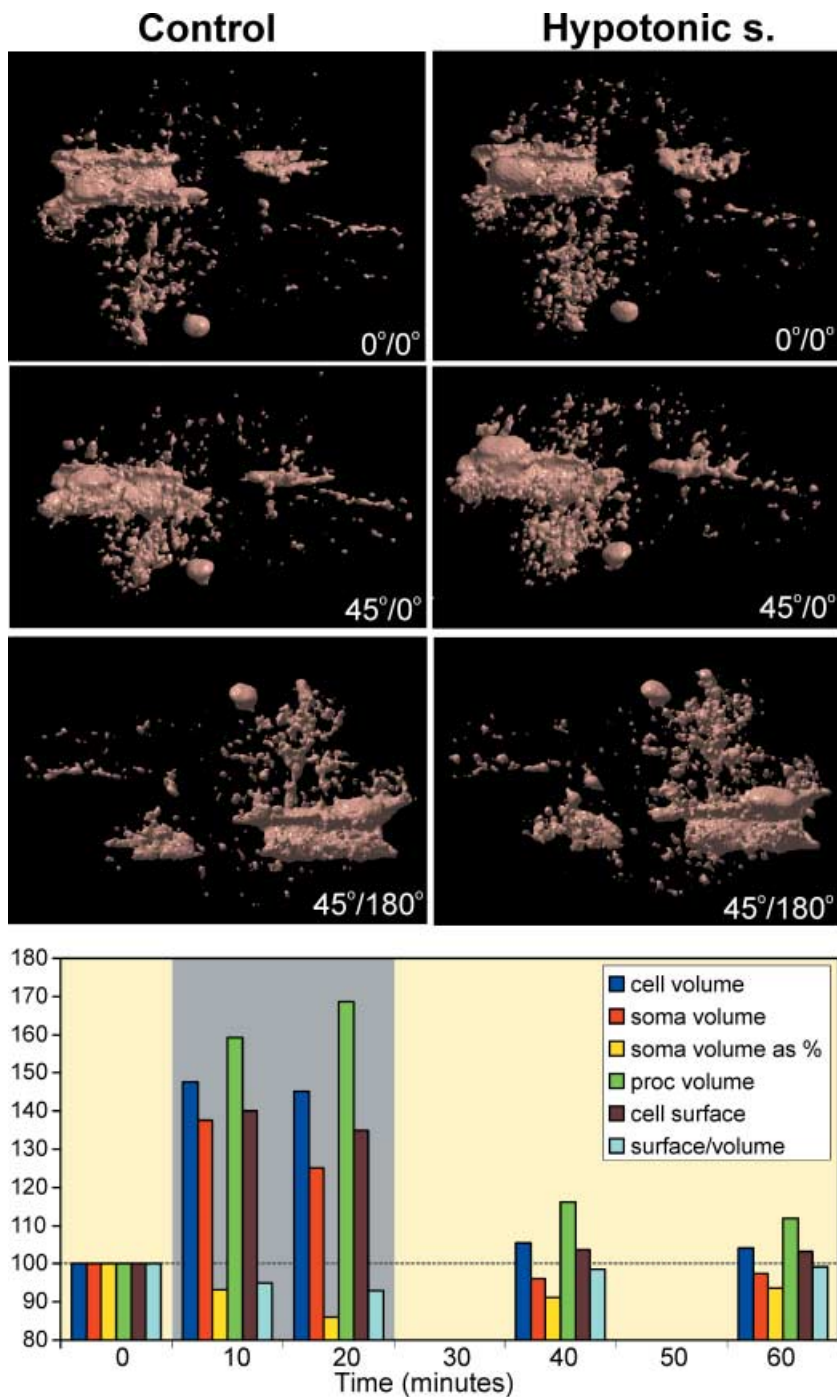 Control
Hypotonic s.
0°/0°
0°/0°
45°/0°
45°/0°
45°/180°
45°/180°
180
170
160
150
140
130
120
110
100
90
80
cell volume
soma volume
soma volume as %
proc volume
cell surface
surface/volume
0 10 20 30 40 50 60
Time (minutes)